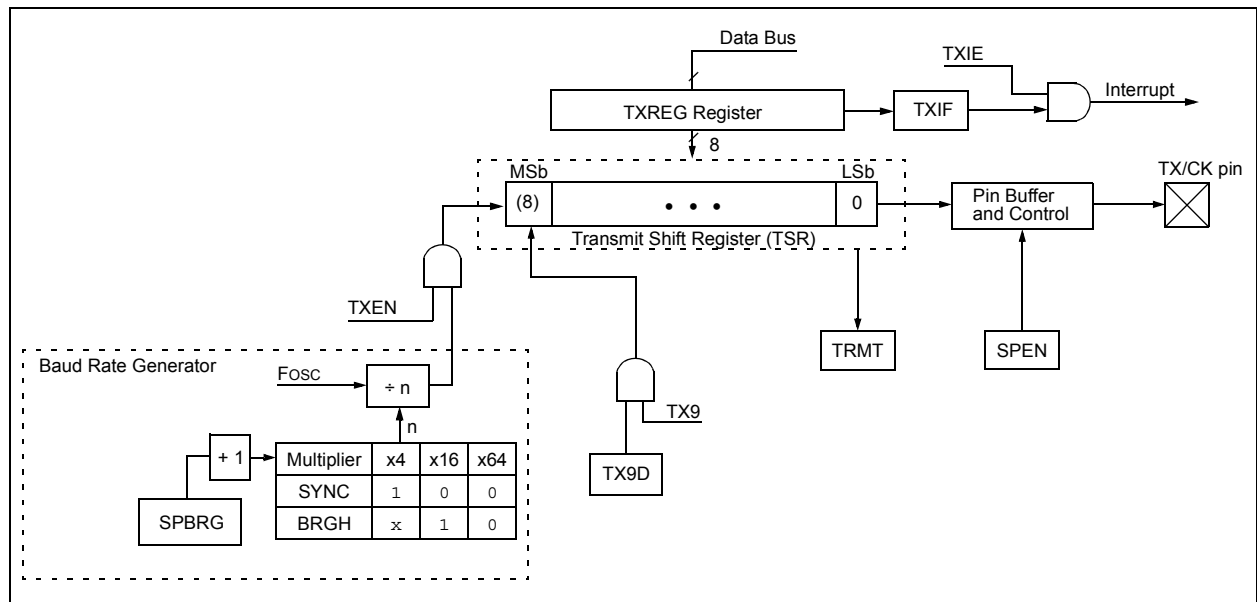 Data Bus
TXIE
Interrupt
TXREG Register
TXIF
8
MSb
LSb
TX/CK pin
(8)
• • •
0
Pin Buffer
and Control
Transmit Shift Register (TSR)
TXEN
TRMT
SPEN
Baud Rate Generator
FOSC
÷ n
n
TX9
+ 1
Multiplier x4 x16 x64
SYNC 1 0 0
BRGH x 1 0
TX9D
SPBRG